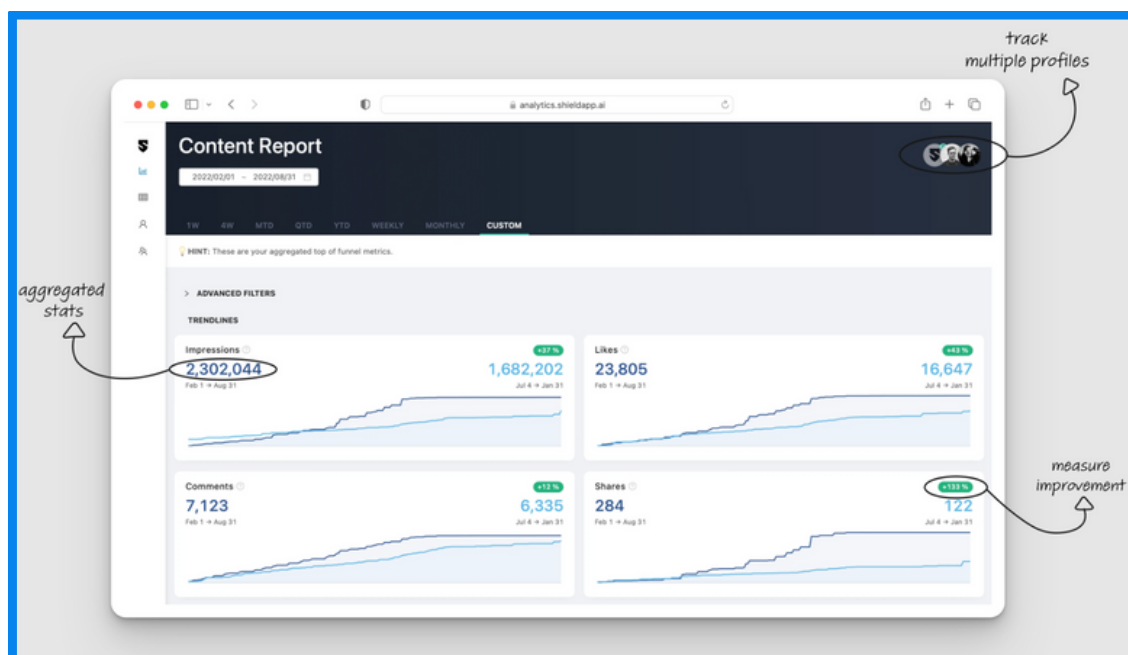 track
multiple profiles
analytics.shieldapp.ai
Content Report
2022/02/01 – 2022/08/31
1W 4W MTD QTD YTD WEEKLY MONTHLY CUSTOM
HINT: These are your aggregated top of funnel metrics.
aggregated
stats
> ADVANCED FILTERS
TRENDLINES
Impressions +37 %
2,302,044 1,682,202
Feb 1 → Aug 31 Jul 4 → Jan 31
Likes +43 %
23,805 16,647
Feb 1 → Aug 31 Jul 4 → Jan 31
Comments +12 %
7,123 6,335
Feb 1 → Aug 31 Jul 4 → Jan 31
Shares +133 %
284 122
Feb 1 → Aug 31 Jul 4 → Jan 31
measure
improvement